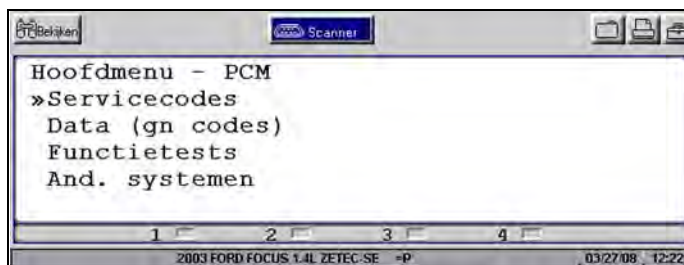 Bekijken Scanner
Hoofdmenu - PCM
»Servicecodes
Data (gn codes)
Functietests
And. systemen
1 2 3 4
2003 FORD FOCUS 1.4L ZETEC-SE =P 03/27/08 12:22